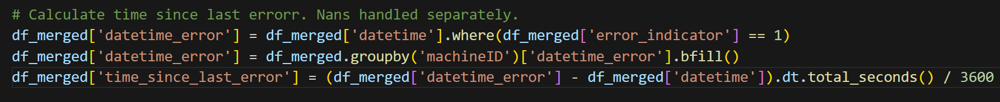 # Calculate time since last errorr. Nans handled separately.
df_merged['datetime_error'] = df_merged['datetime'].where(df_merged['error_indicator'] == 1)
df_merged['datetime_error'] = df_merged.groupby('machineID')['datetime_error'].bfill()
df_merged['time_since_last_error'] = (df_merged['datetime_error'] - df_merged['datetime']).dt.total_seconds() / 3600